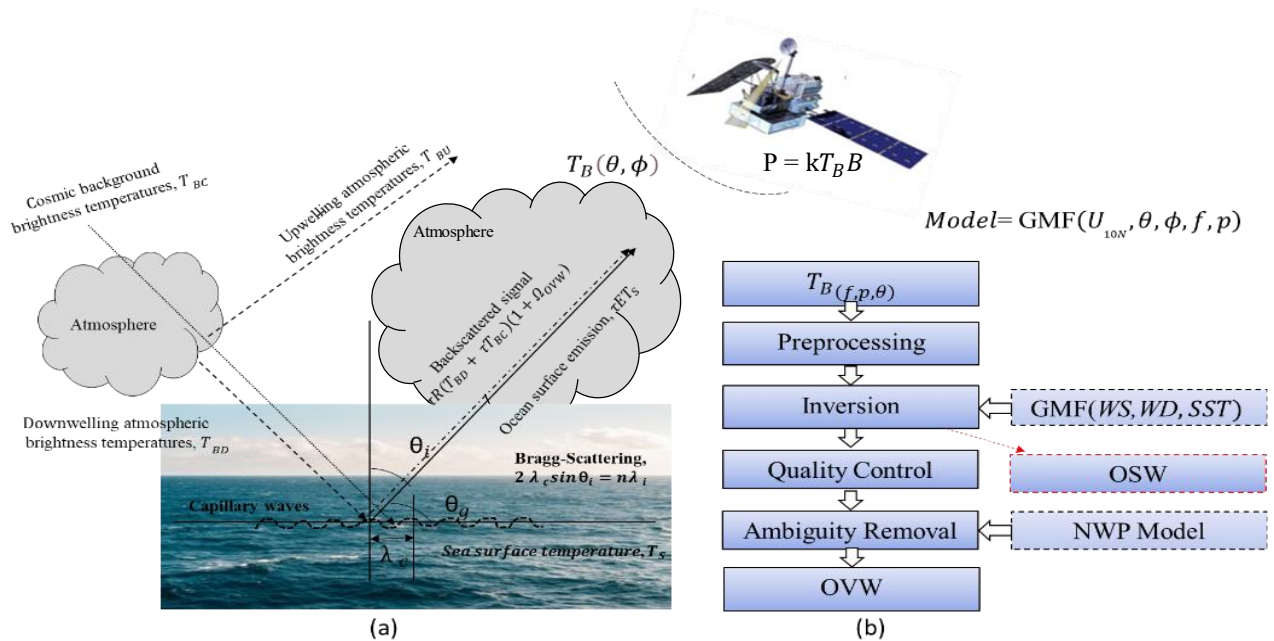 Cosmic background
brightness temperatures, T_BC
Upwelling atmospheric
brightness temperatures, T_BU
T_B(θ, ϕ)
P = kT_BB
Model= GMF(U_10N, θ, ϕ, f, p)
Atmosphere
Atmosphere
Backscattered signal
τR(T_BD + τT_BC)(1 + Ω_OVW)
Ocean surface emission, τET_S
Downwelling atmospheric
brightness temperatures, T_BD
θ_i
Bragg-Scattering,
2 λ_c sin θ_i = nλ_i
Capillary waves
θ_g
λ_c
Sea surface temperature, T_S
(a)
T_B(f,p,θ)
Preprocessing
Inversion
GMF(WS, WD, SST)
Quality Control
OSW
Ambiguity Removal
NWP Model
OVW
(b)